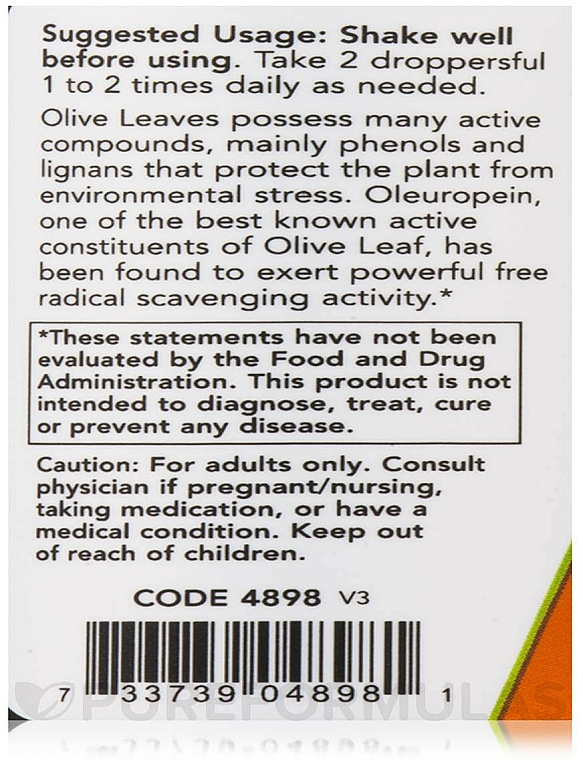 Suggested Usage: Shake well
before using. Take 2 droppersful
1 to 2 times daily as needed.
Olive Leaves possess many active
compounds, mainly phenols and
lignans that protect the plant from
environmental stress. Oleuropein,
one of the best known active
constituents of Olive Leaf, has
been found to exert powerful free
radical scavenging activity.*
*These statements have not been
evaluated by the Food and Drug
Administration. This product is not
intended to diagnose, treat, cure
or prevent any disease.
Caution: For adults only. Consult
physician if pregnant/nursing,
taking medication, or have a
medical condition. Keep out
of reach of children.
CODE 4898 V3
7 33739 04898 1
PUREFORMULAS